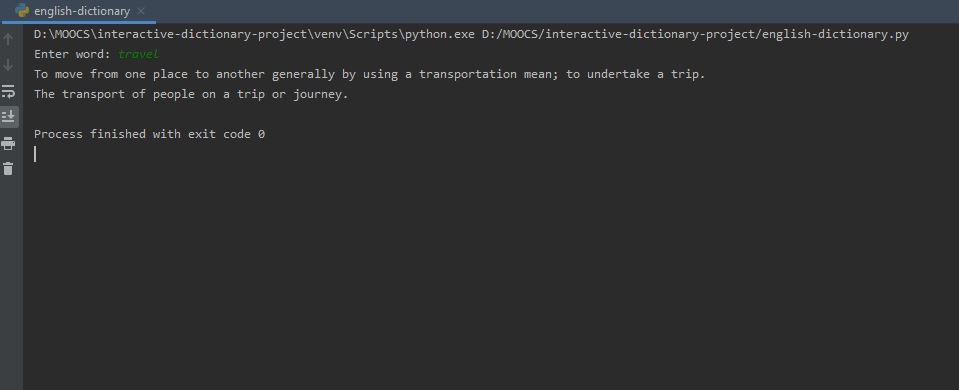 english-dictionary
D:\MOOCS\interactive-dictionary-project\venv\Scripts\python.exe D:/MOOCS/interactive-dictionary-project/english-dictionary.py
Enter word: travel
To move from one place to another generally by using a transportation mean; to undertake a trip.
The transport of people on a trip or journey.
Process finished with exit code 0